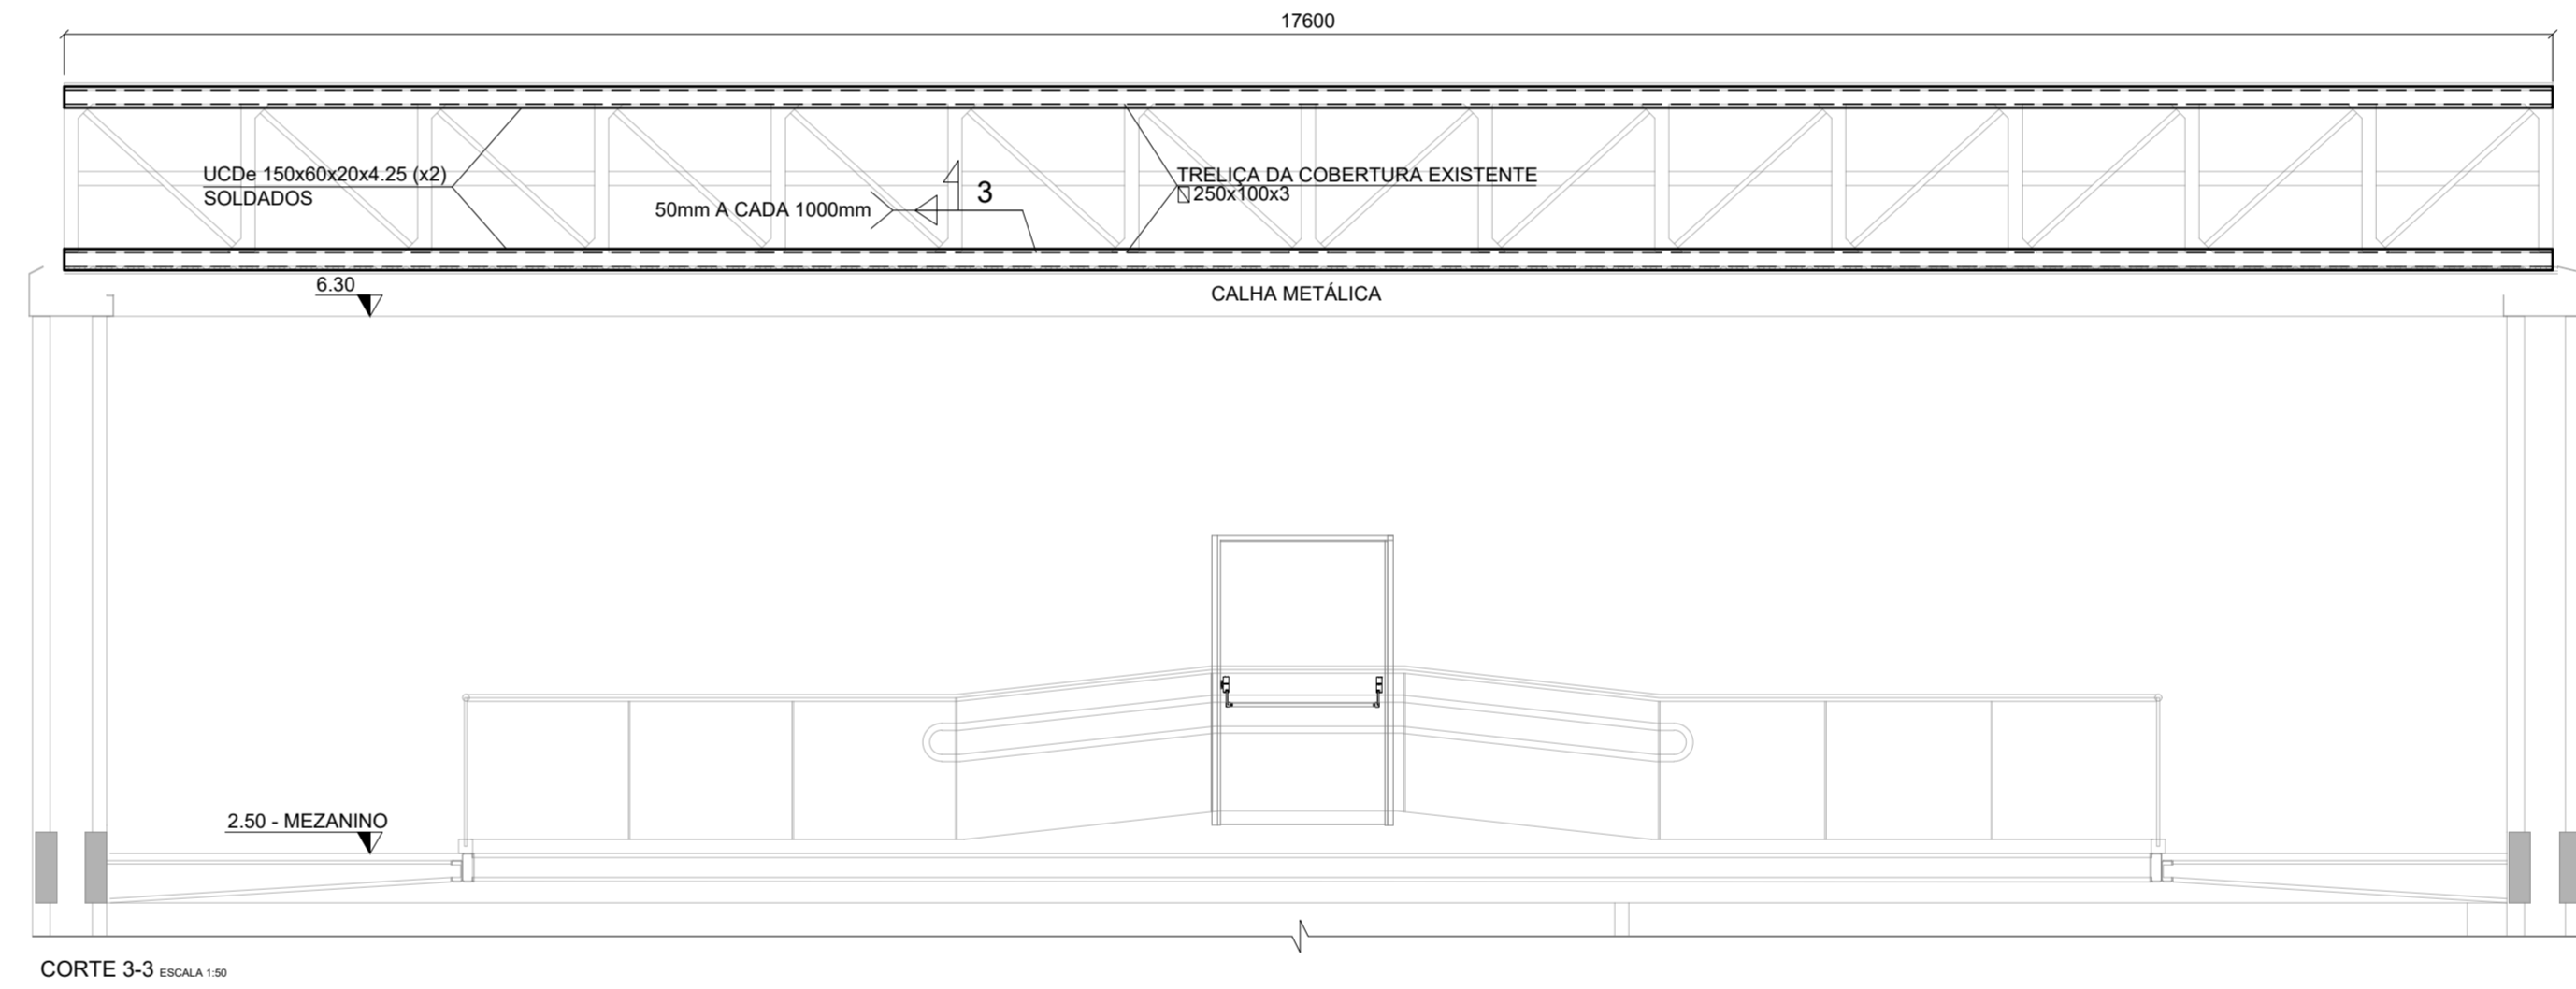 17600
UCDe 150x60x20x4.25 (x2)
SOLDADOS
50mm A CADA 1000mm
3
TRELIÇA DA COBERTURA EXISTENTE
250x100x3
6.30
CALHA METÁLICA
2.50 - MEZANINO
CORTE 3-3 ESCALA 1:50